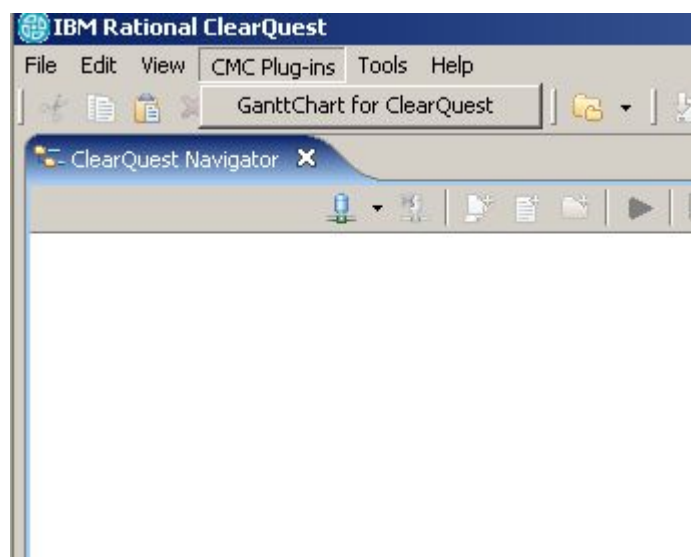 IBM Rational ClearQuest
File Edit View CMC Plug-ins Tools Help
GanttChart for ClearQuest
ClearQuest Navigator